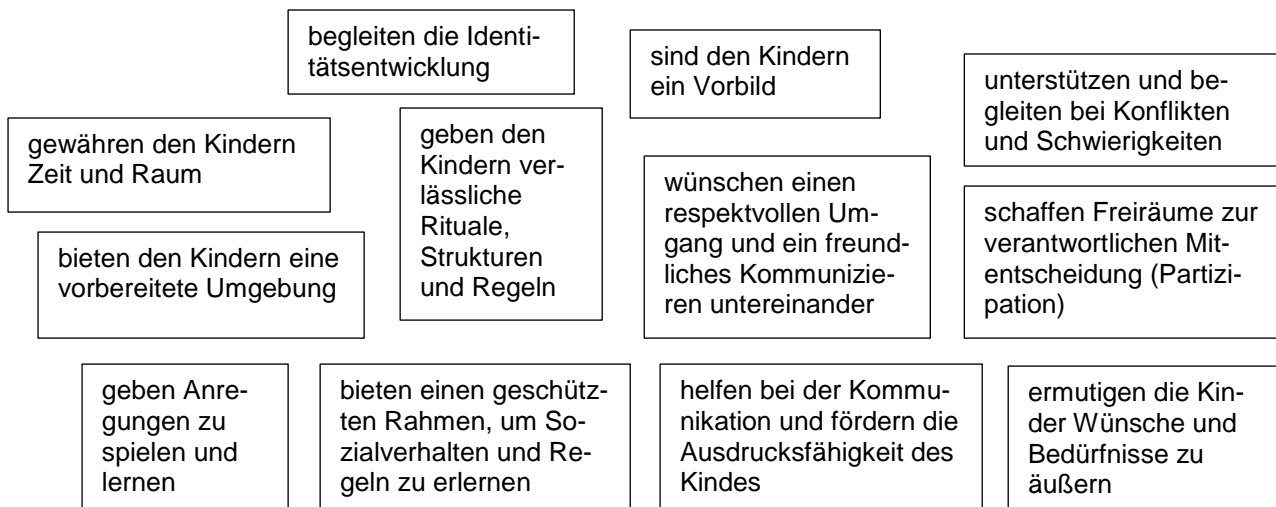 begleiten die Identi-
tätsentwicklung
sind den Kindern
ein Vorbild
unterstützen und be-
gleiten bei Konflikten
und Schwierigkeiten
gewähren den Kindern
Zeit und Raum
geben den
Kindern ver-
lässliche
Rituale,
Strukturen
und Regeln
wünschen einen
respektvollen Um-
gang und ein freund-
liches Kommunizie-
ren untereinander
schaffen Freiräume zur
verantwortlichen Mit-
entscheidung (Partizi-
pation)
bieten den Kindern eine
vorbereitete Umgebung
geben Anre-
gungen zu
spielen und
lernen
bieten einen geschütz-
ten Rahmen, um So-
zialverhalten und Re-
geln zu erlernen
helfen bei der Kommu-
nikation und fördern die
Ausdrucksfähigkeit des
Kindes
ermutigen die Kin-
der Wünsche und
Bedürfnisse zu
äußern